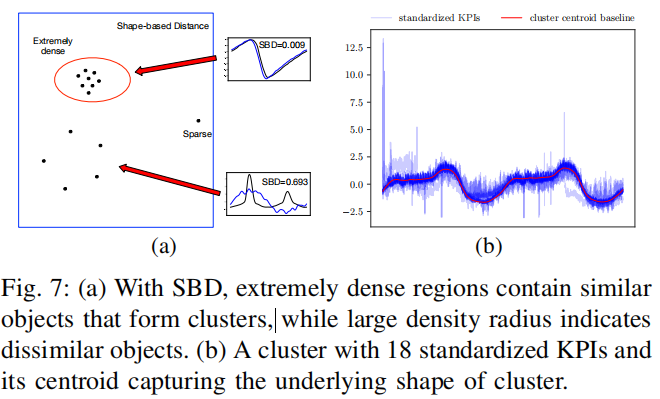 Shape-based Distance
Extremely
dense
Sparse
SBD=0.009
SBD=0.693
(a)
standardized KPIs
cluster centroid baseline
12.5
10.0
7.5
5.0
2.5
0.0
−2.5
(b)
Fig. 7: (a) With SBD, extremely dense regions contain similar
objects that form clusters, while large density radius indicates
dissimilar objects. (b) A cluster with 18 standardized KPIs and
its centroid capturing the underlying shape of cluster.